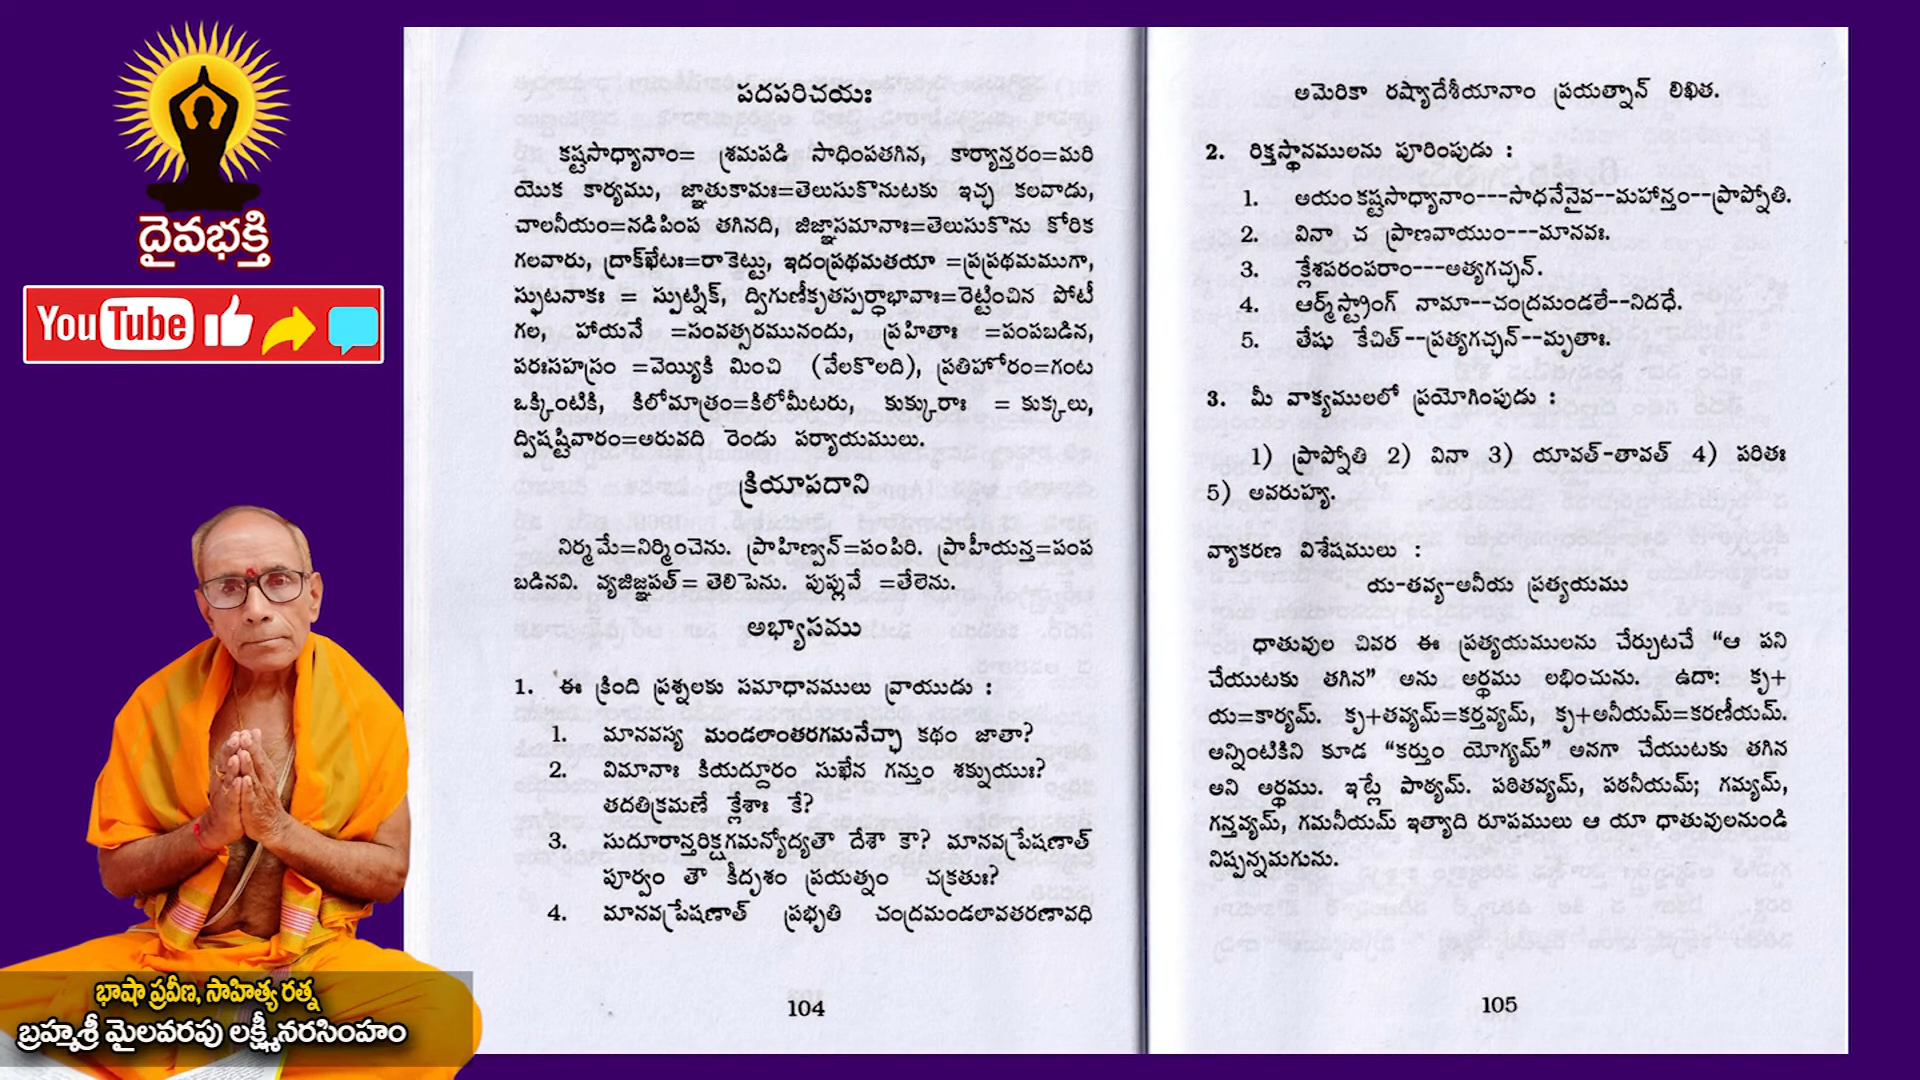 దైవభక్తి
YouTube
భాషా ప్రవీణ, సాహిత్య రత్న
బ్రహ్మశ్రీ మైలవరపు లక్ష్మీనరసింహం
పదపరిచయః
కష్టసాధ్యానాం= శ్రమపడి సాధింపతగిన, కార్యాన్తరం=మరి
యొక కార్యము, జ్ఞాతుకామః=తెలుసుకొనుటకు ఇచ్ఛ కలవాడు,
చాలనీయం=నడిపింప తగినది, జిజ్ఞాసమానాః=తెలుసుకొను కోరిక
గలవారు, ద్రాక్‌ఖేటః=రాకెట్టు, ఇదంప్రథమతయా =ప్రప్రథమముగా,
స్ఫుటనాకః = స్పుట్నిక్, ద్విగుణీకృతస్పర్ధాభావాః=రెట్టించిన పోటీ
గల, హాయనే =సంవత్సరమునందు, ప్రహితాః =పంపబడిన,
పరఃసహస్రం =వెయ్యికి మించి (వేలకొలది), ప్రతిహోరం=గంట
ఒక్కింటికి, కిలోమాత్రం=కిలోమీటరు, కుక్కురాః = కుక్కలు,
ద్విషష్టివారం=అరువది రెండు పర్యాయములు.
క్రియాపదాని
నిర్మమే=నిర్మించెను. ప్రాహిణ్వన్=పంపిరి. ప్రాహీయన్త=పంప
బడినవి. వ్యజిజ్ఞపత్= తెలిపెను. పుప్లువే =తేలెను.
అభ్యాసము
1. ఈ క్రింది ప్రశ్నలకు సమాధానములు వ్రాయుడు :
1. మానవస్య మండలాంతరగమనేచ్ఛా కథం జాతా?
2. విమానాః కియద్దూరం సుఖేన గన్తుం శక్నుయుః?
తదతిక్రమణే క్లేశాః కే?
3. సుదూరాన్తరిక్షగమన్యోద్యతౌ దేశౌ కౌ? మానవప్రేషణాత్
పూర్వం తౌ కీదృశం ప్రయత్నం చక్రతుః?
4. మానవప్రేషణాత్ ప్రభృతి చంద్రమండలావతరణావధి
104
అమెరికా రష్యాదేశీయానాం ప్రయత్నాన్ లిఖిత.
2. రిక్తస్థానములను పూరింపుడు :
1. అయంకష్టసాధ్యానాం---సాధనేనైవ--మహాన్తం--ప్రాప్నోతి.
2. వినా చ ప్రాణవాయుం---మానవః.
3. క్లేశపరంపరాం---అత్యగచ్ఛన్.
4. ఆర్మ్‌స్ట్రాంగ్ నామా--చంద్రమండలే--నిదధే.
5. తేషు కేచిత్--ప్రత్యగచ్ఛన్--మృతాః.
3. మీ వాక్యములలో ప్రయోగింపుడు :
1) ప్రాప్నోతి 2) వినా 3) యావత్-తావత్ 4) పరితః
5) అవరుహ్య.
వ్యాకరణ విశేషములు :
య-తవ్య-అనీయ ప్రత్యయము
ధాతువుల చివర ఈ ప్రత్యయములను చేర్చుటచే “ఆ పని
చేయుటకు తగిన” అను అర్థము లభించును. ఉదా: కృ+
య=కార్యమ్. కృ+తవ్యమ్=కర్తవ్యమ్, కృ+అనీయమ్=కరణీయమ్.
అన్నింటికిని కూడ “కర్తుం యోగ్యమ్” అనగా చేయుటకు తగిన
అని అర్థము. ఇట్లే పాఠ్యమ్. పఠితవ్యమ్, పఠనీయమ్; గమ్యమ్,
గన్తవ్యమ్, గమనీయమ్ ఇత్యాది రూపములు ఆ యా ధాతువులనుండి
నిష్పన్నమగును.
105